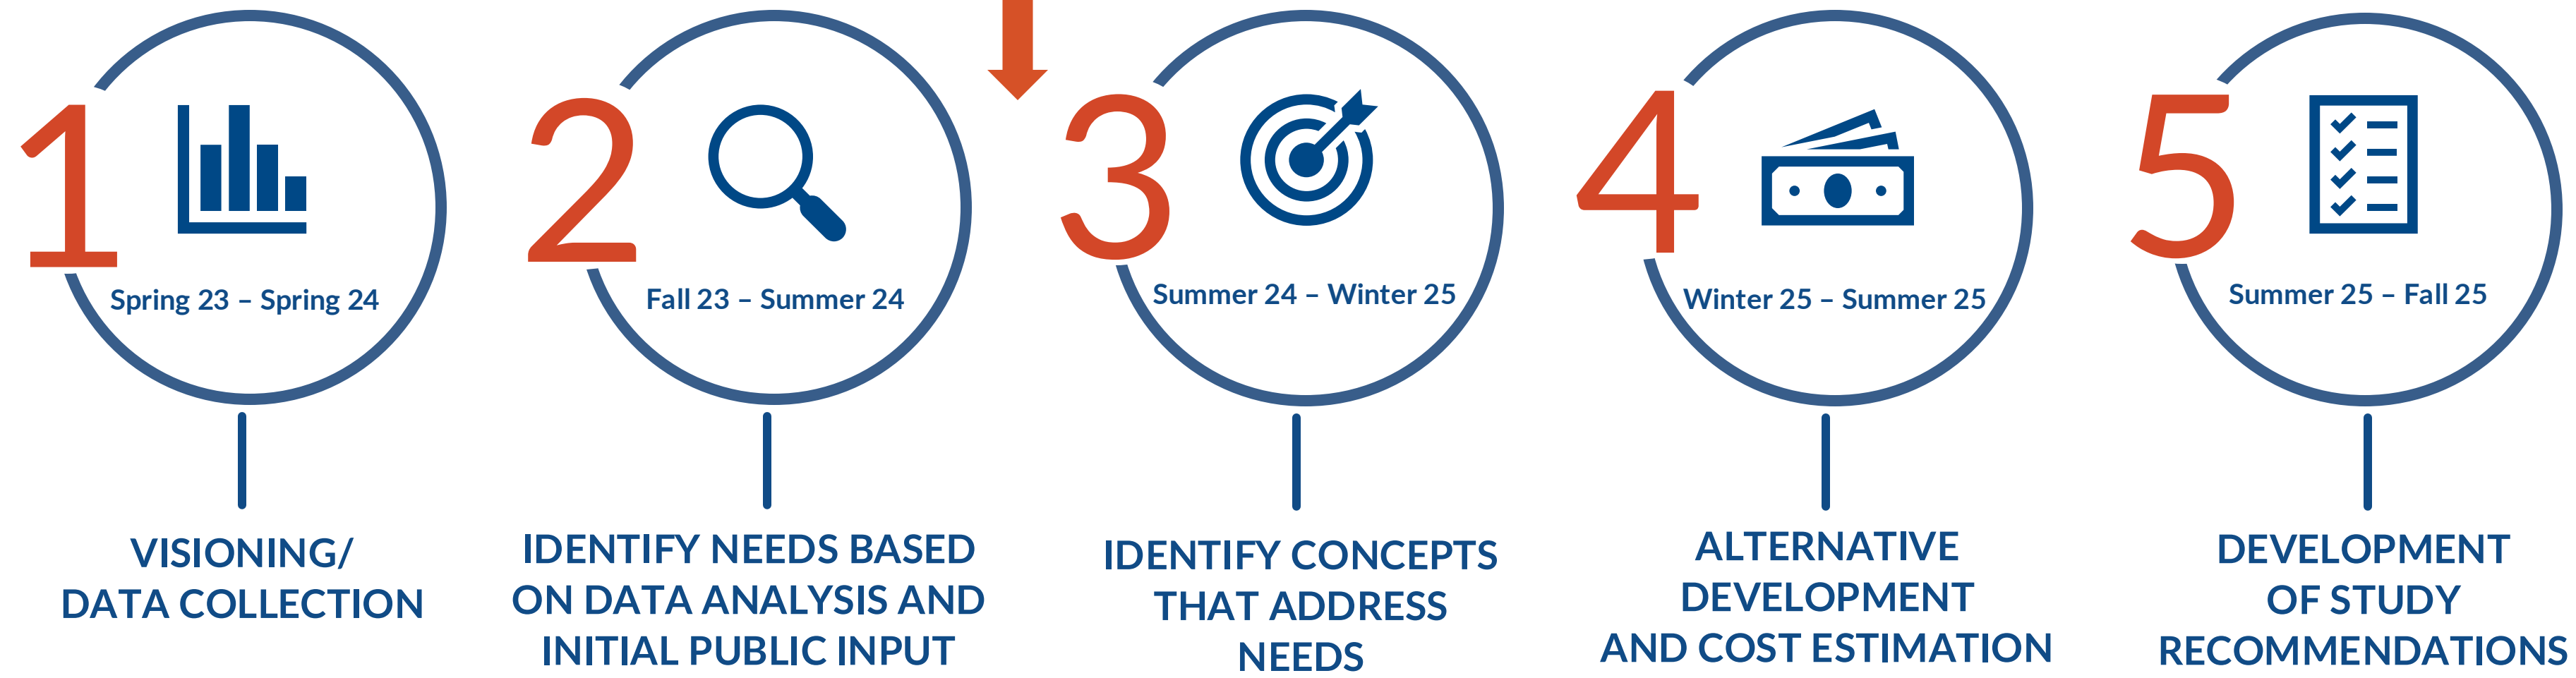 1
Spring 23 – Spring 24
VISIONING/
DATA COLLECTION
2
Fall 23 – Summer 24
IDENTIFY NEEDS BASED
ON DATA ANALYSIS AND
INITIAL PUBLIC INPUT
3
Summer 24 – Winter 25
IDENTIFY CONCEPTS
THAT ADDRESS
NEEDS
4
Winter 25 – Summer 25
ALTERNATIVE
DEVELOPMENT
AND COST ESTIMATION
5
Summer 25 – Fall 25
DEVELOPMENT
OF STUDY
RECOMMENDATIONS